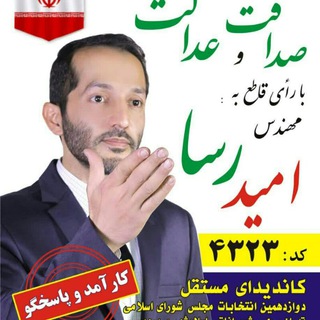 صداقت و عدالت
با رأی قاطع به :
مهندس
امید رسا
کد: ۴۳۲۳
کار آمد و پاسخگو
کاندیدای مستقل
دوازدهمین انتخابات مجلس شورای اسلامی